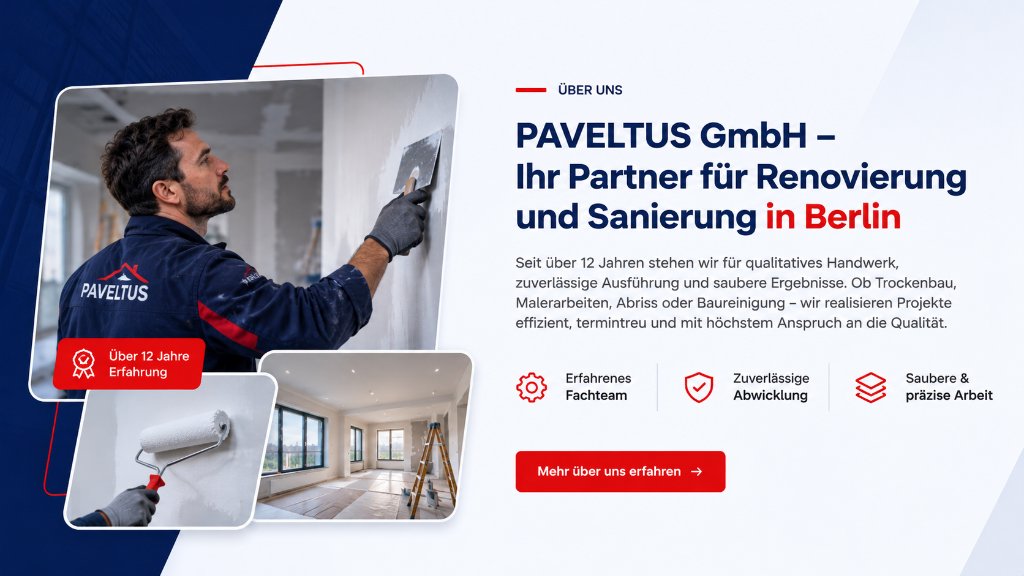 ÜBER UNS
PAVELTUS GmbH –
Ihr Partner für Renovierung
und Sanierung in Berlin
Seit über 12 Jahren stehen wir für qualitatives Handwerk,
zuverlässige Ausführung und saubere Ergebnisse. Ob Trockenbau,
Malerarbeiten, Abriss oder Baureinigung – wir realisieren Projekte
effizient, termintreu und mit höchstem Anspruch an die Qualität.
Erfahrenes
Fachteam
Zuverlässige
Abwicklung
Saubere &
präzise Arbeit
Mehr über uns erfahren →
PAVELTUS
Über 12 Jahre
Erfahrung